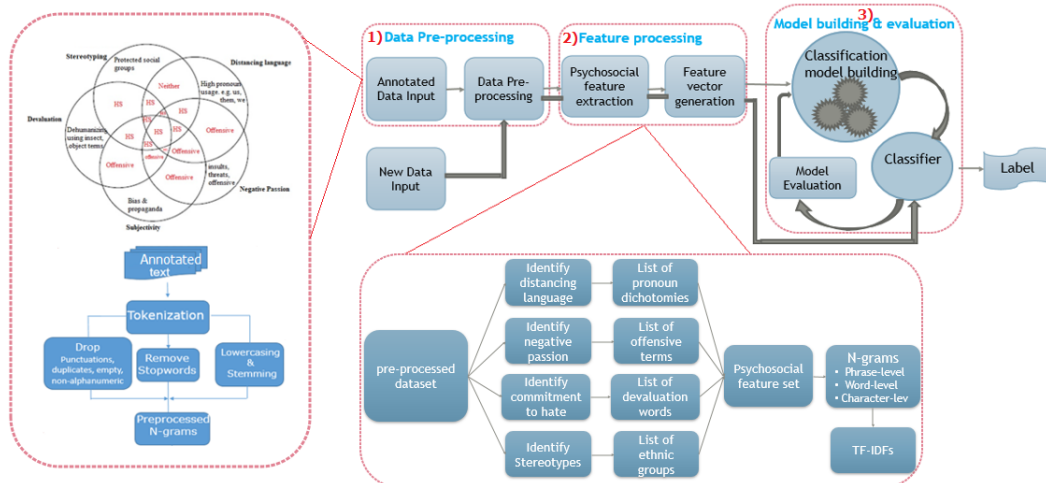 1) Data Pre-processing
Annotated
Data Input
Data Pre-
processing
New Data
Input
2) Feature processing
Psychosocial
feature
extraction
Feature
vector
generation
3)
Model building & evaluation
Classification
model building
Classifier
Model
Evaluation
Label
Stereotyping
Protected social
groups
Distancing language
Neither
High pronoun
usage. e.g. us,
them, we
HS
HS
HS
HS
HS
Devaluation
Dehumanizing
using insect,
object terms
HS
HS
Offensive
Offensive
Offensive
offensive
Offensive
insults,
threats,
offensive
Negative Passion
Bias &
propaganda
Subjectivity
Annotated
text
Tokenization
Drop
Punctuations,
duplicates, empty,
non-alphanumeric
Remove
Stopwords
Lowercasing
& Stemming
Preprocessed
N-grams
pre-processed
dataset
Identify
distancing
language
List of
pronoun
dichotomies
Identify
negative
passion
List of
offensive
terms
Identify
commitment
to hate
List of
devaluation
words
Identify
Stereotypes
List of
ethnic
groups
Psychosocial
feature set
N-grams
• Phrase-level
• Word-level
• Character-lev
TF-IDFs